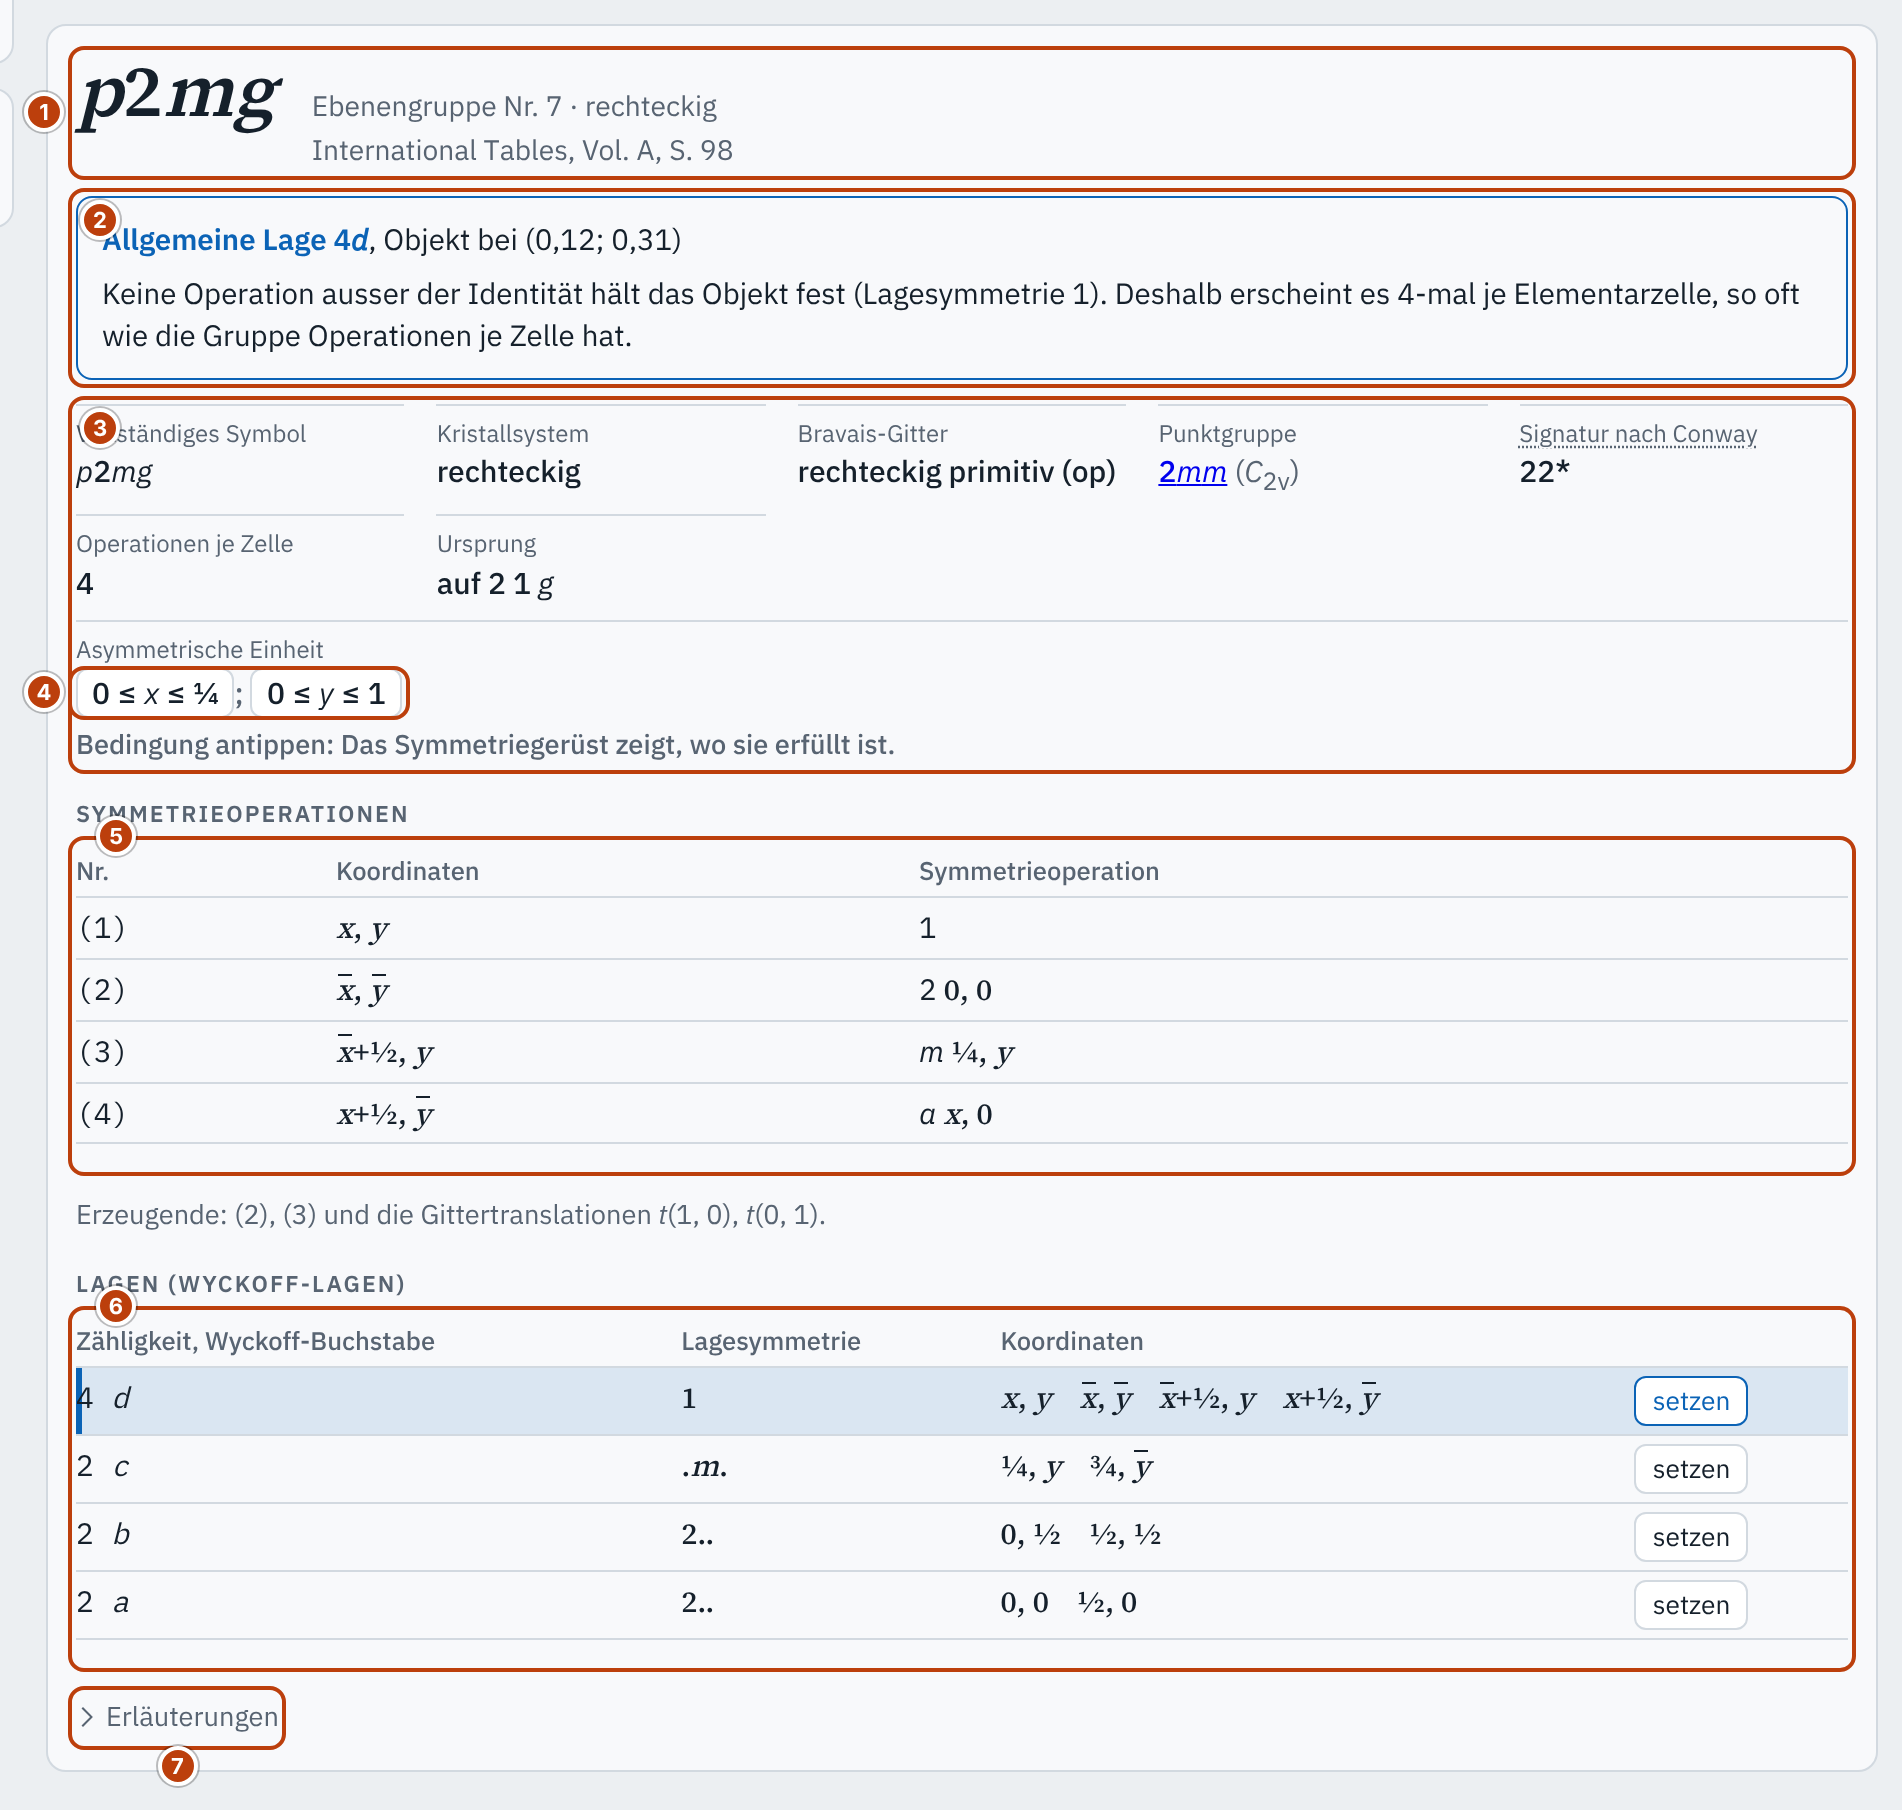 1
p2mg
Ebenengruppe Nr. 7 · rechteckig
International Tables, Vol. A, S. 98
2
Allgemeine Lage 4d, Objekt bei (0,12; 0,31)
Keine Operation ausser der Identität hält das Objekt fest (Lagesymmetrie 1). Deshalb erscheint es 4-mal je Elementarzelle, so oft
wie die Gruppe Operationen je Zelle hat.
3
ständiges Symbol Kristallsystem Bravais-Gitter Punktgruppe Signatur nach Conway
p2mg rechteckig rechteckig primitiv (op) 2mm (C₂ᵥ) 22*
Operationen je Zelle Ursprung
4 auf 2 1 g
Asymmetrische Einheit
4
0 ≤ x ≤ ¼ ; 0 ≤ y ≤ 1
Bedingung antippen: Das Symmetriegerüst zeigt, wo sie erfüllt ist.
SYMMETRIEOPERATIONEN
5
Nr. Koordinaten Symmetrieoperation
(1) x, y 1
(2) x̅, y̅ 2 0, 0
(3) x̅+½, y m ¼, y
(4) x+½, y̅ a x, 0
Erzeugende: (2), (3) und die Gittertranslationen t(1, 0), t(0, 1).
LAGEN (WYCKOFF-LAGEN)
6
Zähligkeit, Wyckoff-Buchstabe Lagesymmetrie Koordinaten
4 d 1 x, y x̅, y̅ x̅+½, y x+½, y̅ setzen
2 c .m. ¼, y ¾, y̅ setzen
2 b 2.. 0, ½ ½, ½ setzen
2 a 2.. 0, 0 ½, 0 setzen
Erläuterungen
7